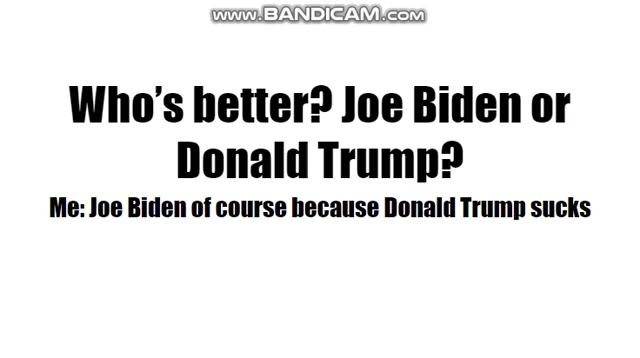 www.BANDICAM.com
Who’s better? Joe Biden or
Donald Trump?
Me: Joe Biden of course because Donald Trump sucks